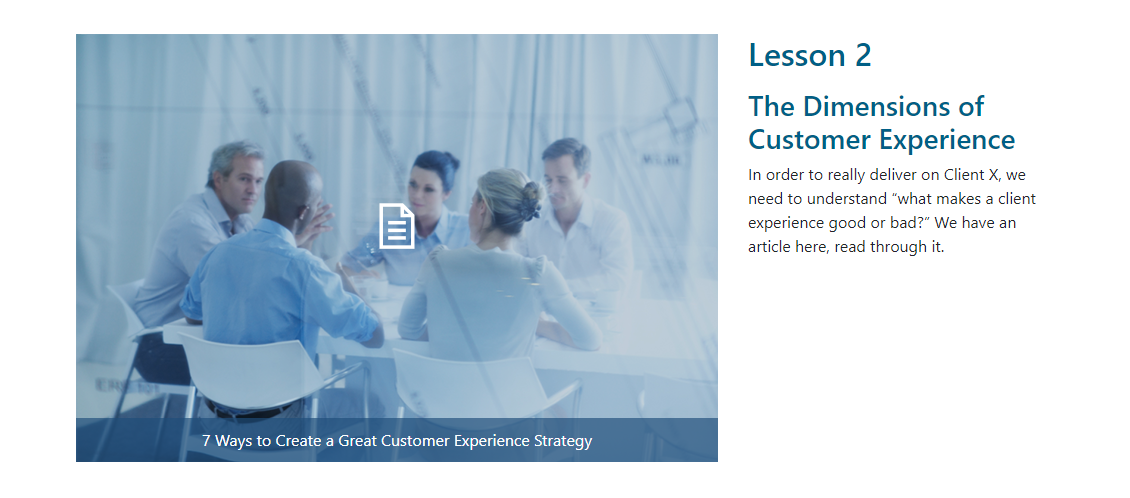 Lesson 2
The Dimensions of
Customer Experience
In order to really deliver on Client X, we
need to understand “what makes a client
experience good or bad?” We have an
article here, read through it.
7 Ways to Create a Great Customer Experience Strategy